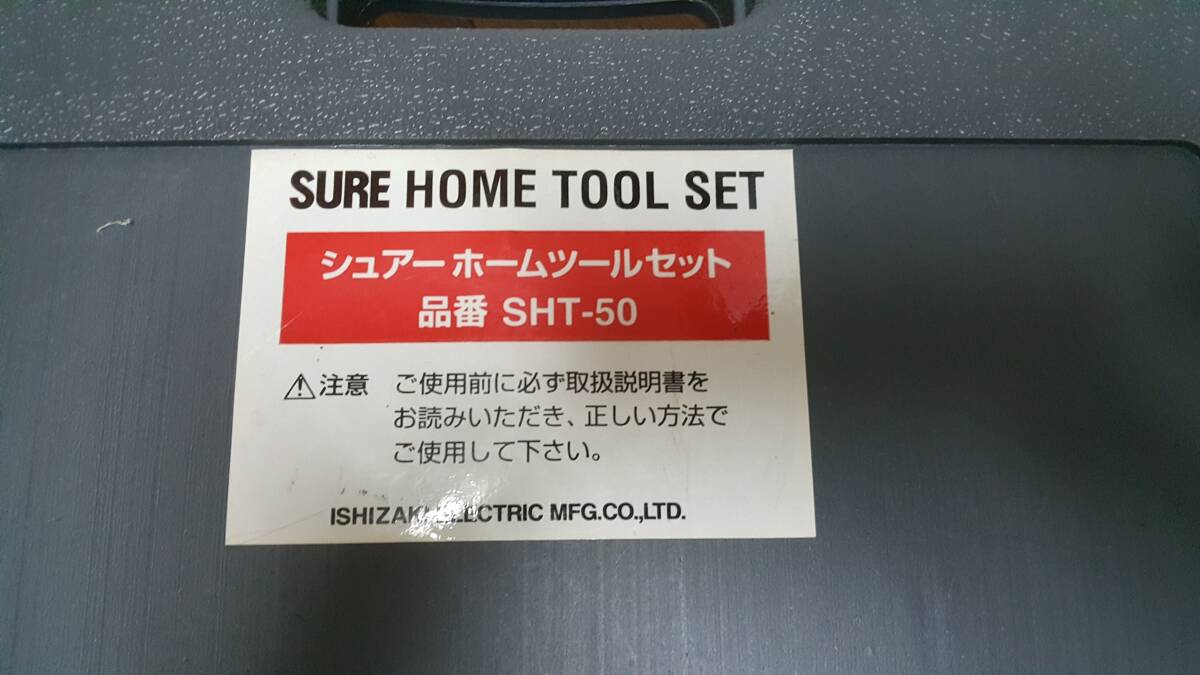 SURE HOME TOOL SET
シュアー ホームツールセット
品番 SHT-50
⚠注意 ご使用前に必ず取扱説明書を
お読みいただき、正しい方法で
ご使用して下さい。
ISHIZAKI ELECTRIC MFG.CO.,LTD.